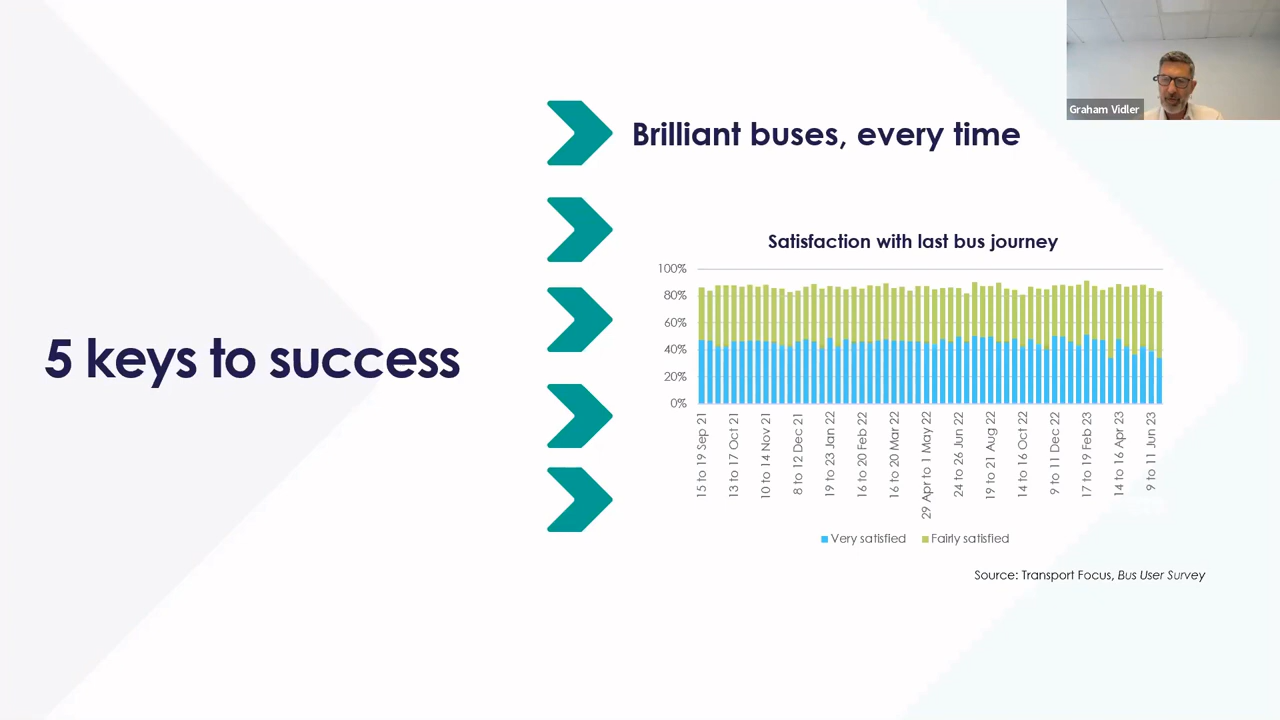 Graham Vidler
Brilliant buses, every time
5 keys to success
Satisfaction with last bus journey
100%
80%
60%
40%
20%
0%
15 to 19 Sep 21
13 to 17 Oct 21
10 to 14 Nov 21
8 to 12 Dec 21
19 to 23 Jan 22
16 to 20 Feb 22
16 to 20 Mar 22
29 Apr to 1 May 22
24 to 26 Jun 22
19 to 21 Aug 22
14 to 16 Oct 22
9 to 11 Dec 22
17 to 19 Feb 23
14 to 16 Apr 23
9 to 11 Jun 23
Very satisfied
Fairly satisfied
Source: Transport Focus, Bus User Survey